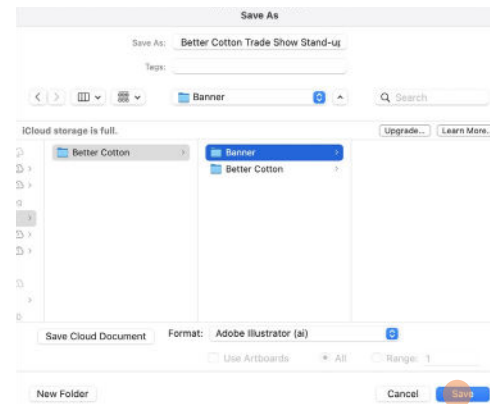 Save As
Save As: Better Cotton Trade Show Stand-up
Tags:
Banner
Search
iCloud storage is full. Upgrade... Learn More.
Better Cotton
Banner
Better Cotton
Save Cloud Document Format: Adobe Illustrator (ai)
Use Artboards All Range: 1
New Folder Cancel Save